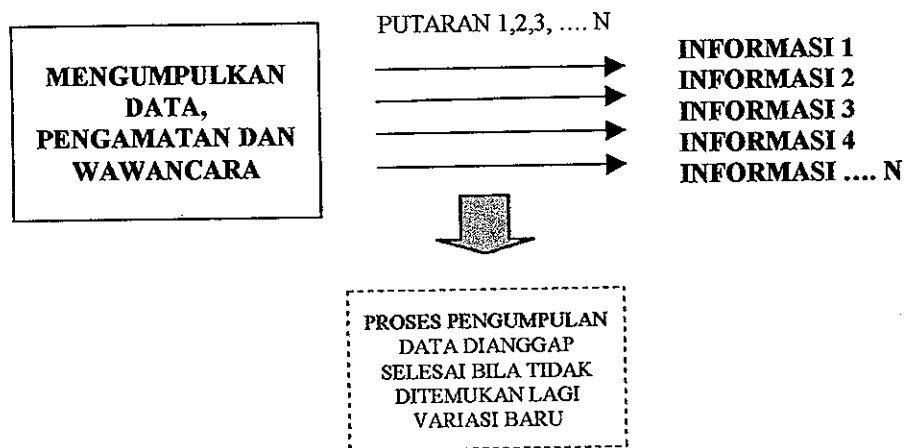 PUTARAN 1,2,3, .... N
MENGUMPULKAN
DATA,
PENGAMATAN DAN
WAWANCARA
INFORMASI 1
INFORMASI 2
INFORMASI 3
INFORMASI 4
INFORMASI .... N
PROSES PENGUMPULAN
DATA DIANGGAP
SELESAI BILA TIDAK
DITEMUKAN LAGI
VARIASI BARU